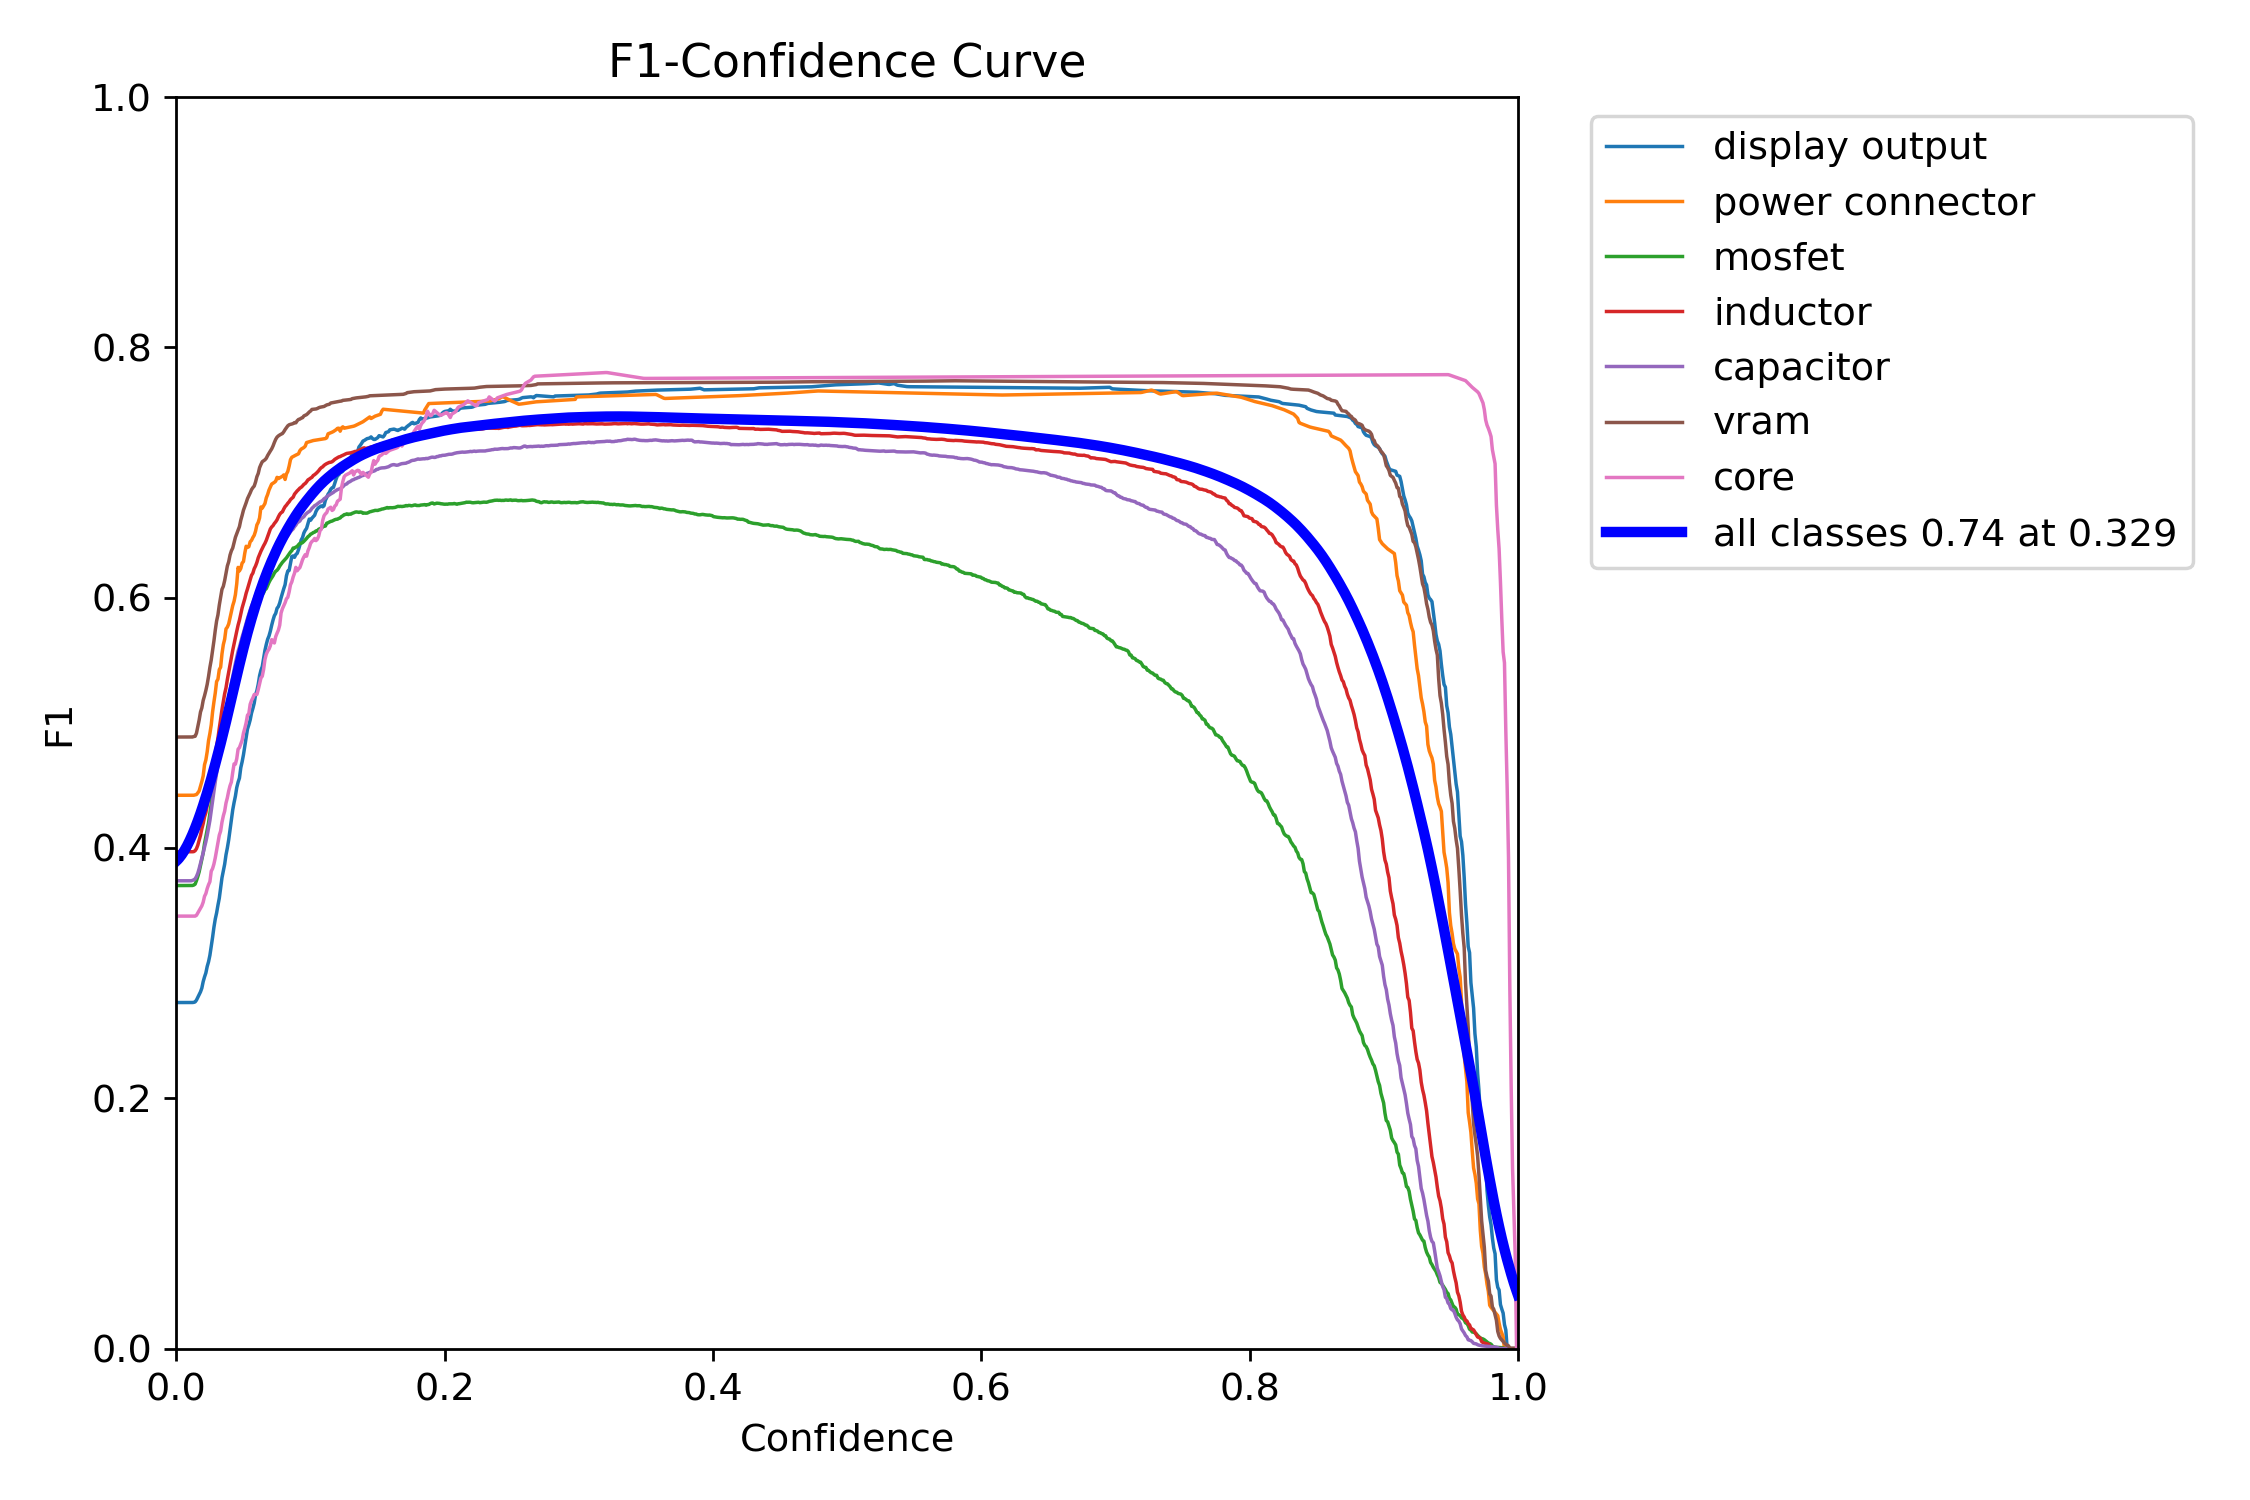 F1-Confidence Curve
1.0
0.8
0.6
0.4
0.2
0.0
F1
0.0 0.2 0.4 0.6 0.8 1.0
Confidence
display output
power connector
mosfet
inductor
capacitor
vram
core
all classes 0.74 at 0.329